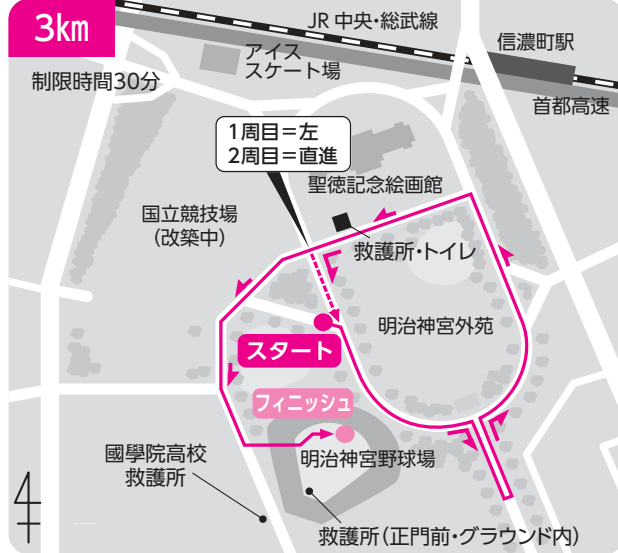 3km
JR 中央・総武線
信濃町駅
アイス
スケート場
制限時間30分
首都高速
1周目=左
2周目=直進
聖徳記念絵画館
国立競技場
(改築中)
救護所・トイレ
明治神宮外苑
スタート
フィニッシュ
國學院高校
救護所
明治神宮野球場
救護所(正門前・グラウンド内)